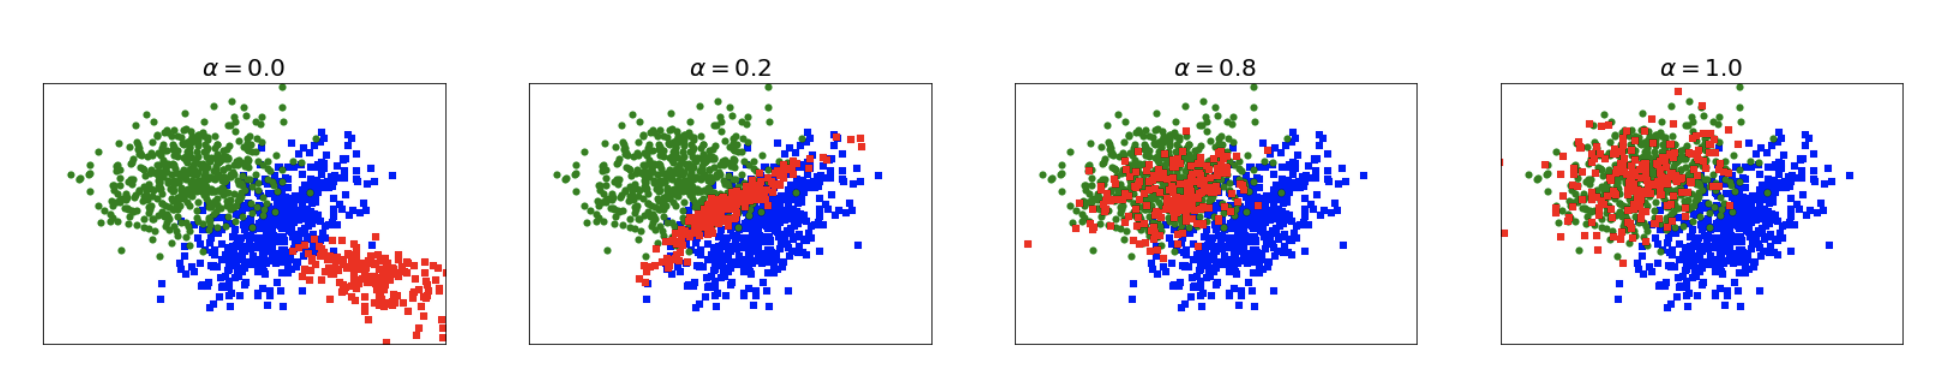 α = 0.0
α = 0.2
α = 0.8
α = 1.0